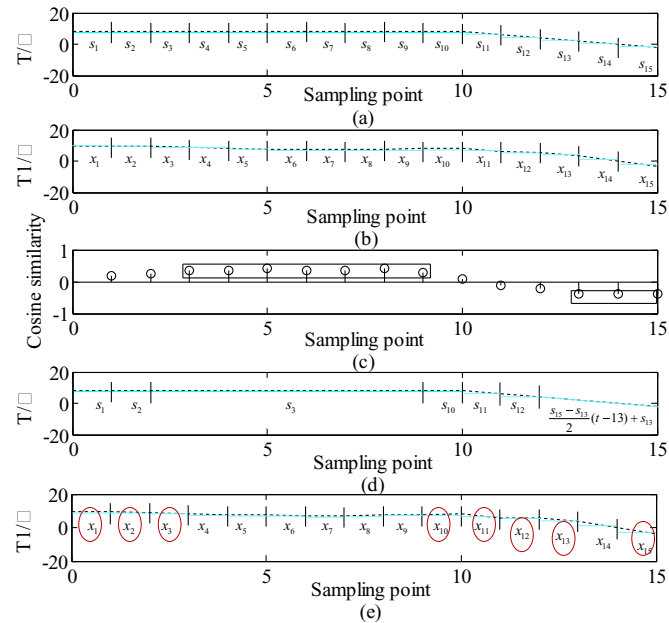 T/□
20
0
-20
s₁ s₂ s₃ s₄ s₅ s₆ s₇ s₈ s₉ s₁₀ s₁₁ s₁₂ s₁₃ s₁₄ s₁₅
0 5 10 15
Sampling point
(a)
T1/□
20
0
-20
x₁ x₂ x₃ x₄ x₅ x₆ x₇ x₈ x₉ x₁₀ x₁₁ x₁₂ x₁₃ x₁₄ x₁₅
0 5 10 15
Sampling point
(b)
Cosine similarity
1
0
-1
0 5 10 15
Sampling point
(c)
T/□
20
0
-20
s₁ s₂ s₃ s₁₀ s₁₁ s₁₂ (s₁₅ − s₁₃)/2 (t −13) + s₁₃
0 5 10 15
Sampling point
(d)
T1/□
20
0
-20
x₁ x₂ x₃ x₄ x₅ x₆ x₇ x₈ x₉ x₁₀ x₁₁ x₁₂ x₁₃ x₁₄ x₁₅
0 5 10 15
Sampling point
(e)